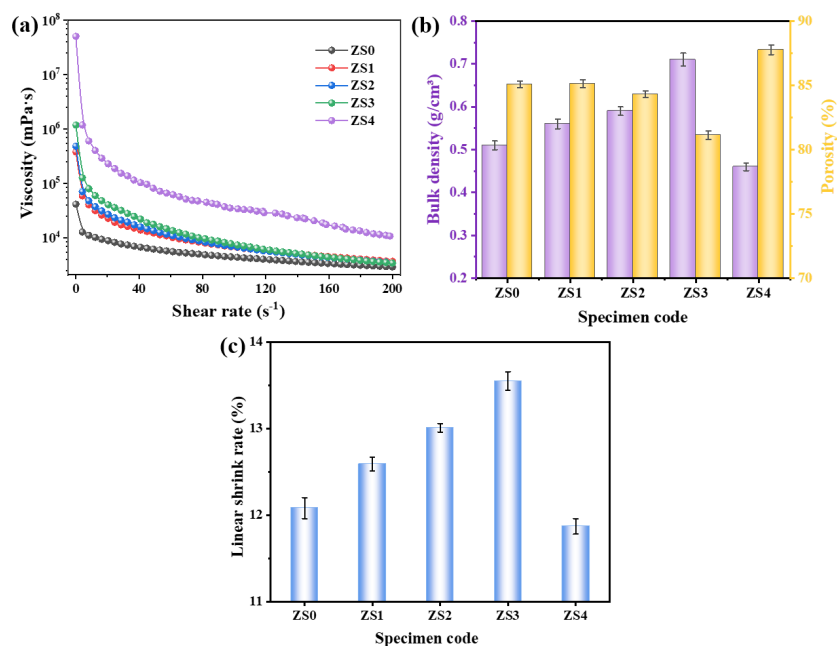 (a)
10⁸
10⁷
10⁶
10⁵
10⁴
Viscosity (mPa·s)
0 40 80 120 160 200
Shear rate (s⁻¹)
ZS0
ZS1
ZS2
ZS3
ZS4
(b)
0.8
0.7
0.6
0.5
0.4
0.3
0.2
Bulk density (g/cm³)
90
85
80
75
70
Porosity (%)
ZS0 ZS1 ZS2 ZS3 ZS4
Specimen code
(c)
14
13
12
11
Linear shrink rate (%)
ZS0 ZS1 ZS2 ZS3 ZS4
Specimen code